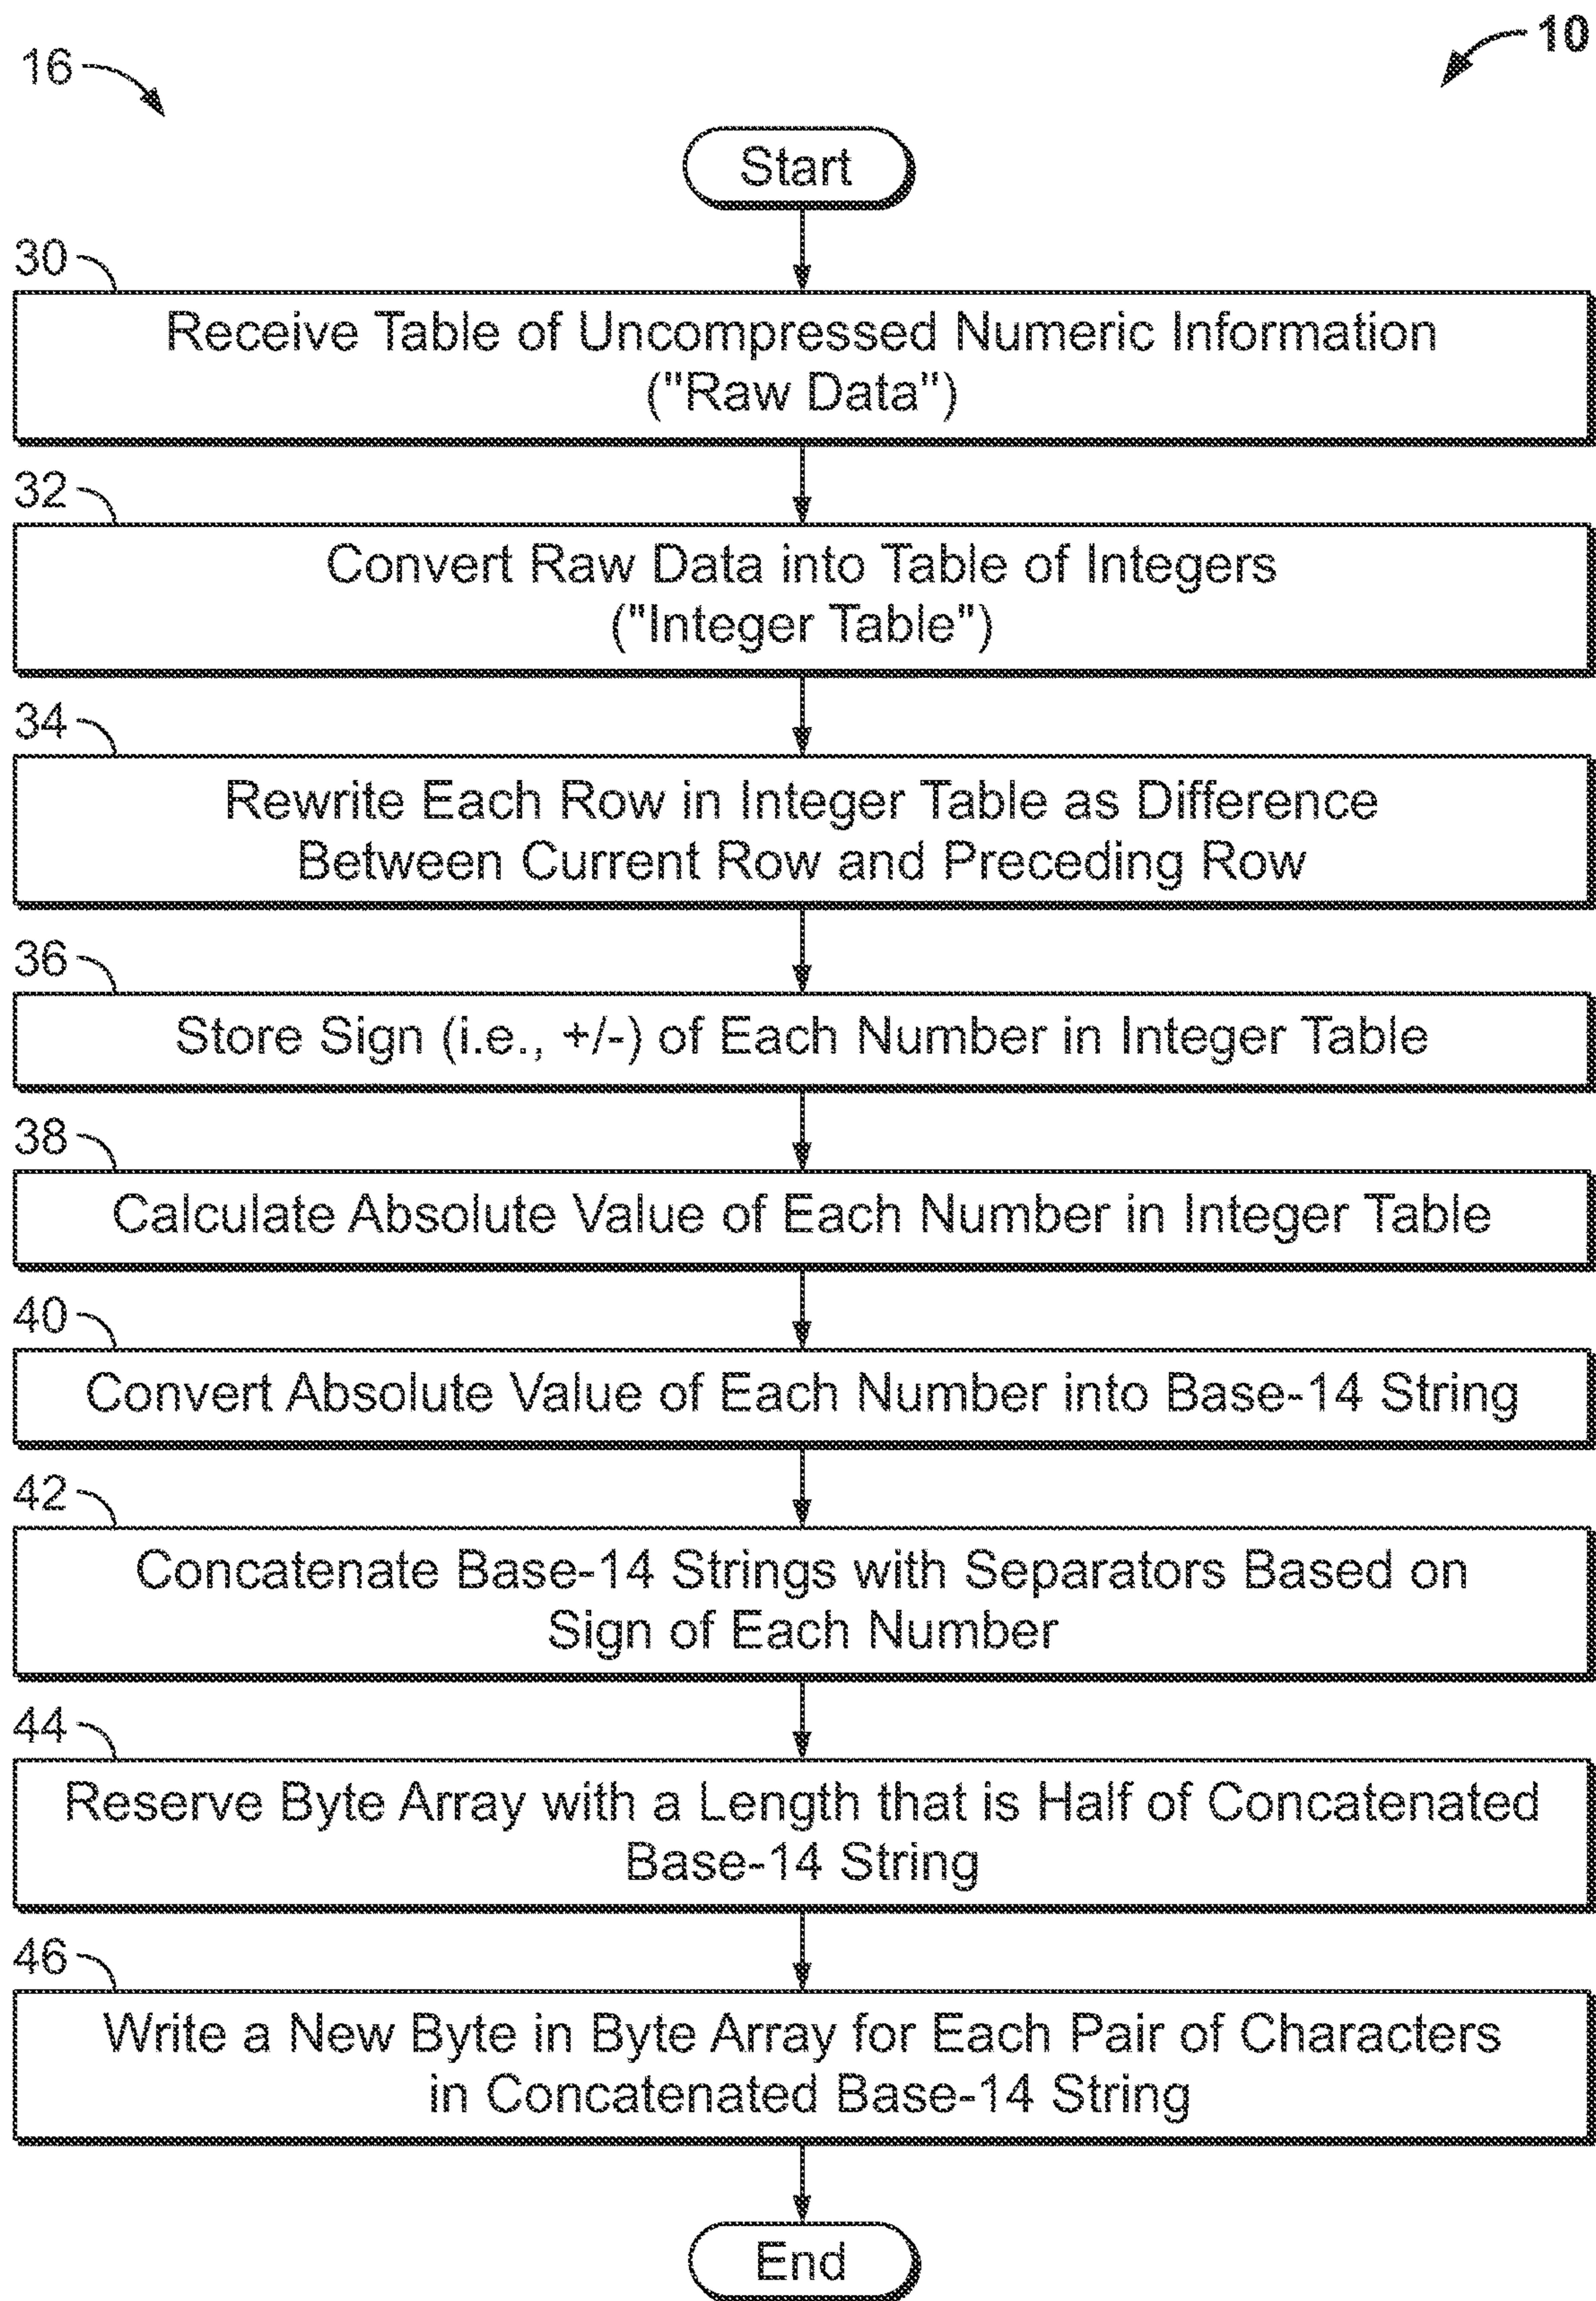 10
16
Start
30
Receive Table of Uncompressed Numeric Information
("Raw Data")
32
Convert Raw Data into Table of Integers
("Integer Table")
34
Rewrite Each Row in Integer Table as Difference
Between Current Row and Preceding Row
36
Store Sign (i.e., +/-) of Each Number in Integer Table
38
Calculate Absolute Value of Each Number in Integer Table
40
Convert Absolute Value of Each Number into Base-14 String
42
Concatenate Base-14 Strings with Separators Based on
Sign of Each Number
44
Reserve Byte Array with a Length that is Half of Concatenated
Base-14 String
46
Write a New Byte in Byte Array for Each Pair of Characters
in Concatenated Base-14 String
End